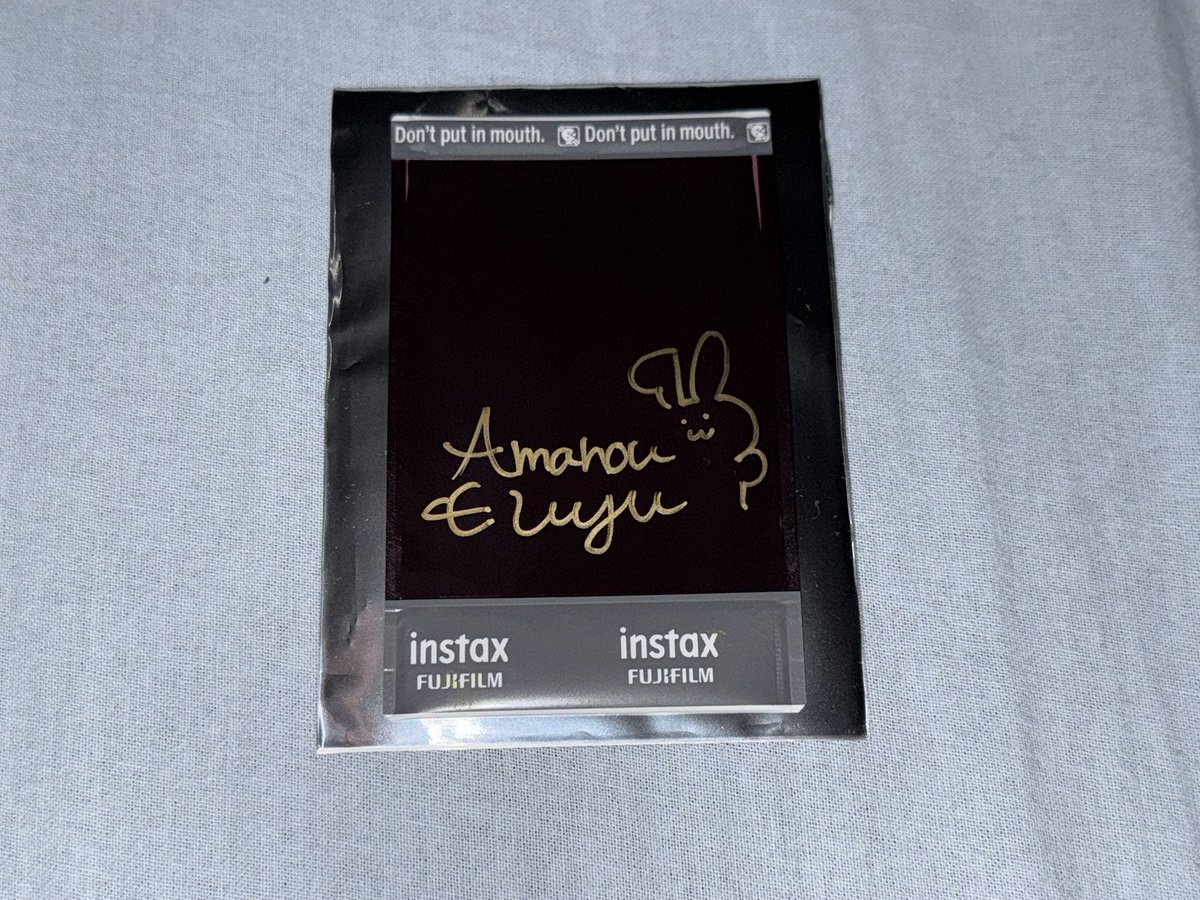 Don't put in mouth. Don't put in mouth.
Amanou
Eruyu
instax instax
FUJIFILM FUJIFILM